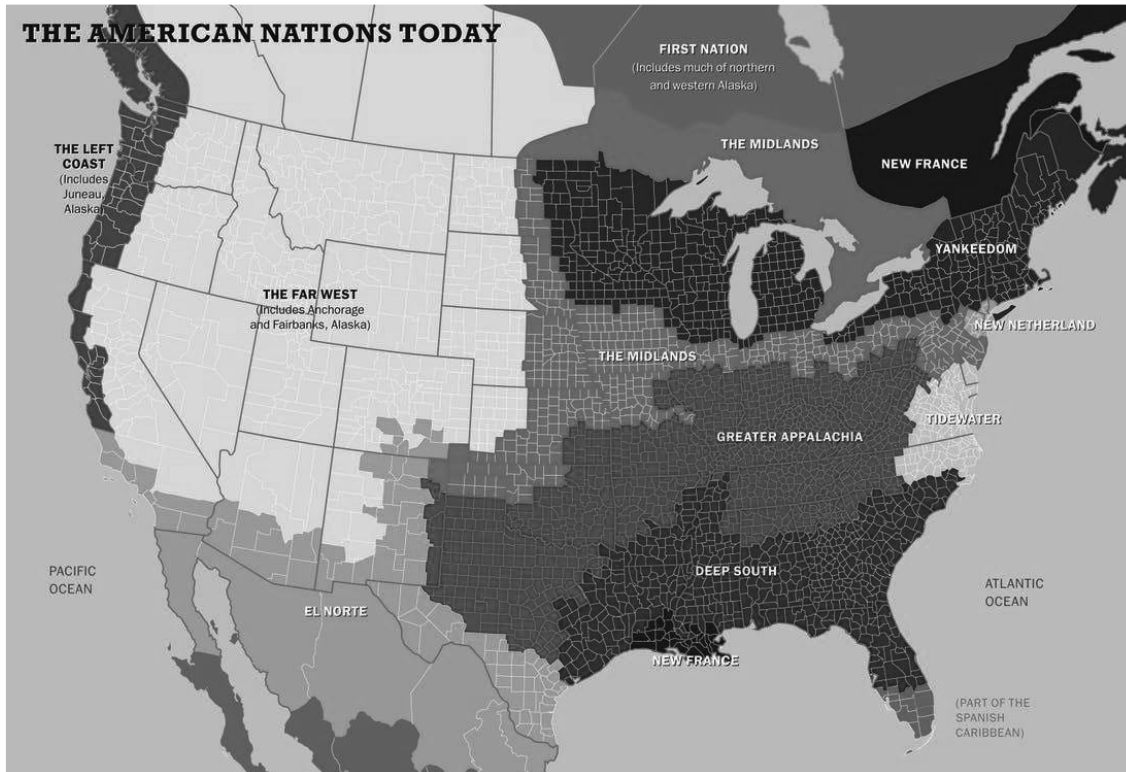 THE AMERICAN NATIONS TODAY
FIRST NATION
(Includes much of northern
and western Alaska)
THE LEFT
COAST
(Includes
Juneau,
Alaska)
THE MIDLANDS
NEW FRANCE
YANKEEDOM
THE FAR WEST
(Includes Anchorage
and Fairbanks, Alaska)
NEW NETHERLAND
THE MIDLANDS
TIDEWATER
GREATER APPALACHIA
PACIFIC
OCEAN
DEEP SOUTH
ATLANTIC
OCEAN
EL NORTE
NEW FRANCE
(PART OF THE
SPANISH
CARIBBEAN)